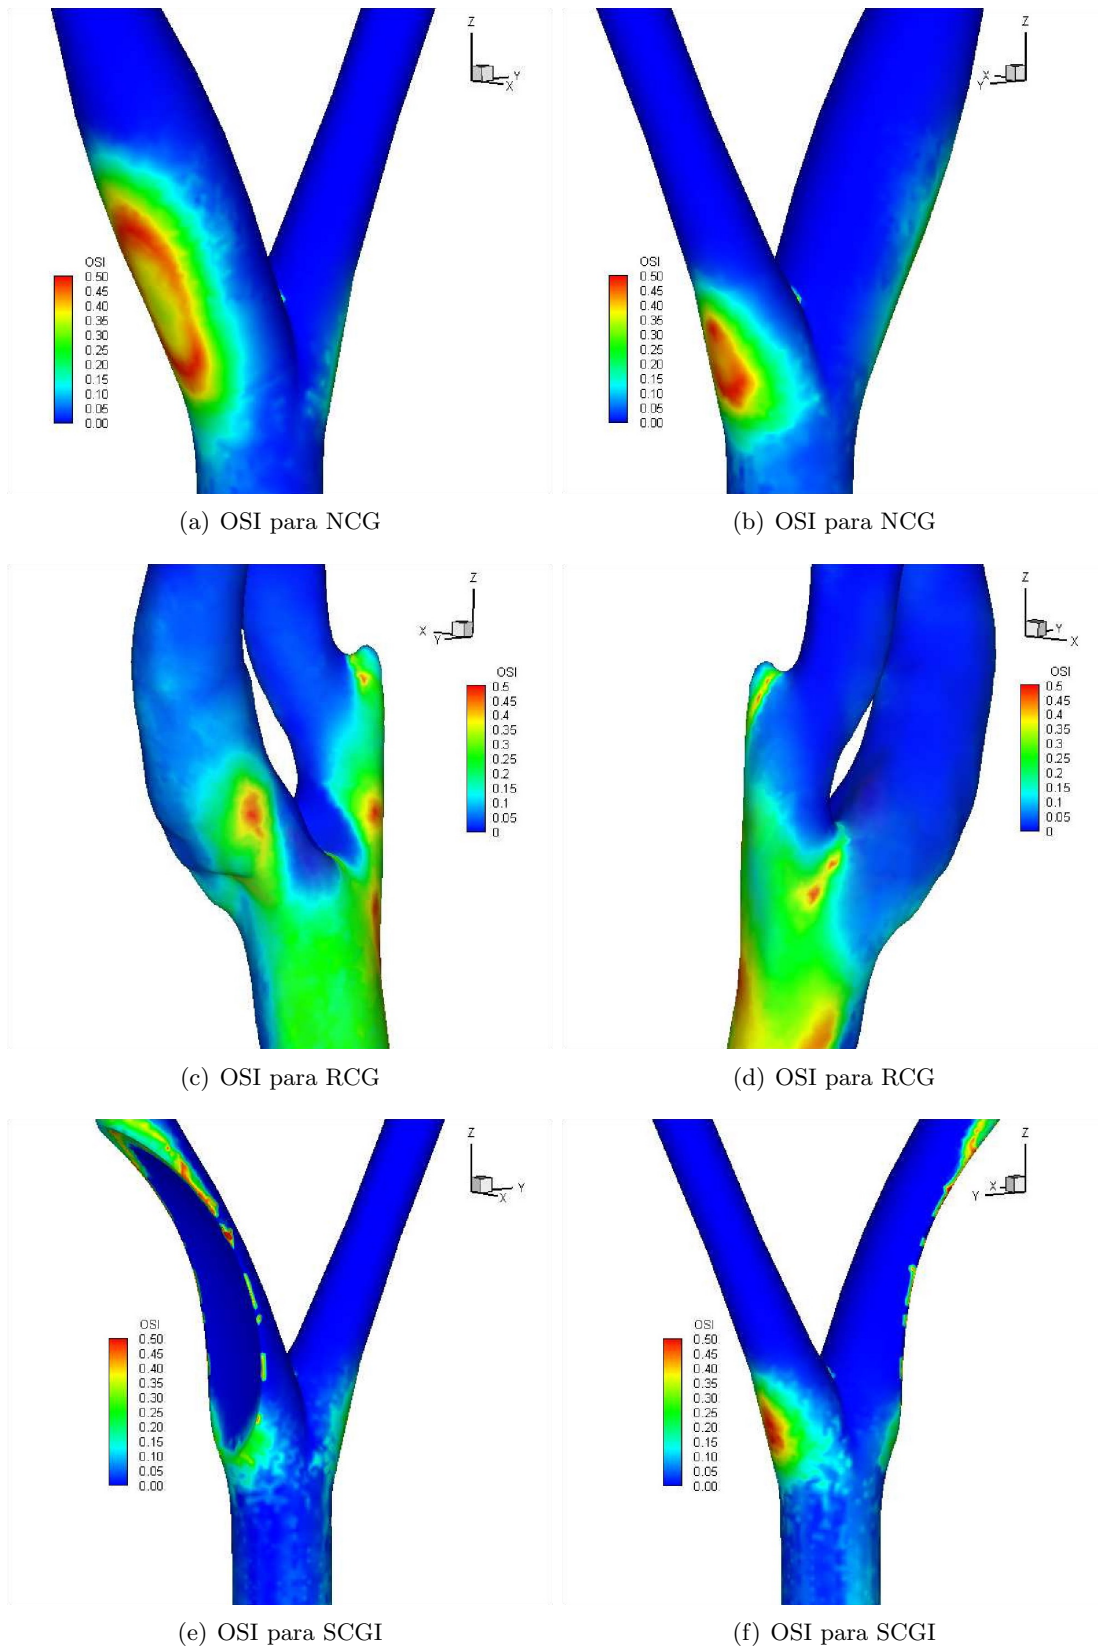 Z
Y
X
OSI
0.50
0.45
0.40
0.35
0.30
0.25
0.20
0.15
0.10
0.05
0.00
(a) OSI para NCG
Z
X
Y
OSI
0.50
0.45
0.40
0.35
0.30
0.25
0.20
0.15
0.10
0.05
0.00
(b) OSI para NCG
Z
X
Y
OSI
0.5
0.45
0.4
0.35
0.3
0.25
0.2
0.15
0.1
0.05
0
(c) OSI para RCG
Z
Y
X
OSI
0.5
0.45
0.4
0.35
0.3
0.25
0.2
0.15
0.1
0.05
0
(d) OSI para RCG
Z
Y
X
OSI
0.50
0.45
0.40
0.35
0.30
0.25
0.20
0.15
0.10
0.05
0.00
(e) OSI para SCGI
Z
X
Y
OSI
0.50
0.45
0.40
0.35
0.30
0.25
0.20
0.15
0.10
0.05
0.00
(f) OSI para SCGI